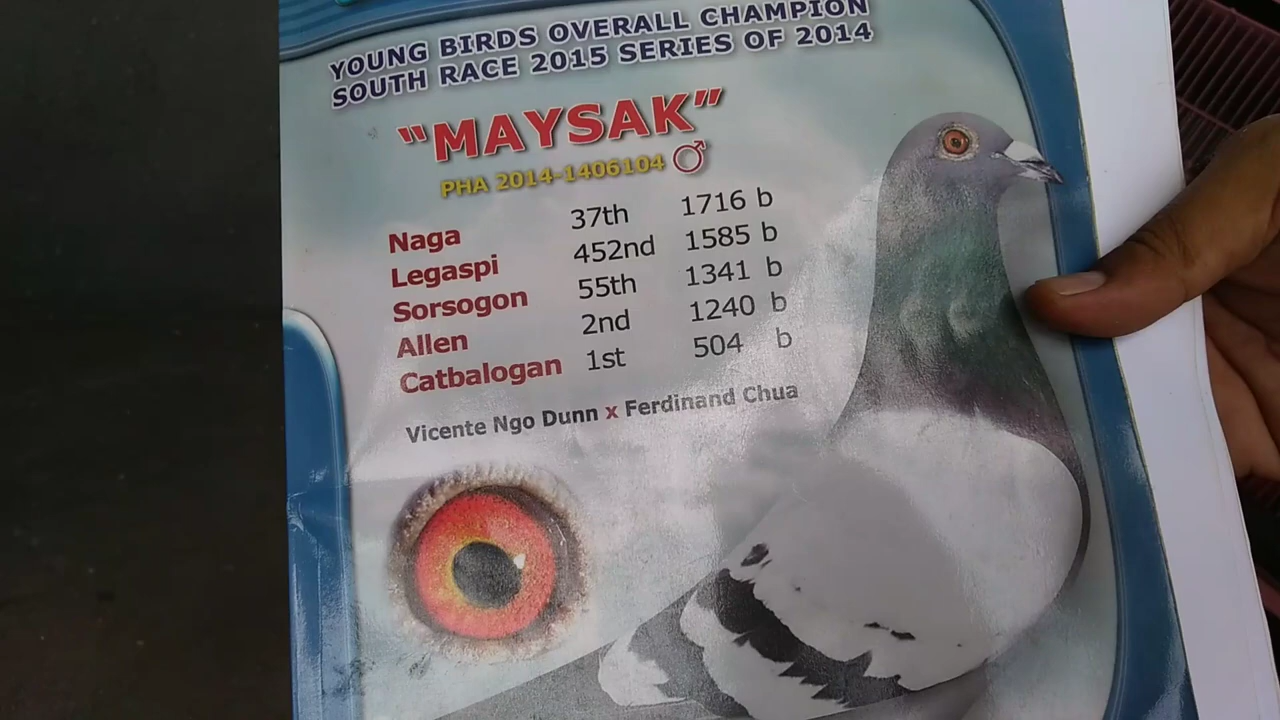 YOUNG BIRDS OVERALL CHAMPION
SOUTH RACE 2015 SERIES OF 2014
"MAYSAK"
PHA 2014-1406104 ♂
Naga 37th 1716 b
Legaspi 452nd 1585 b
Sorsogon 55th 1341 b
Allen 2nd 1240 b
Catbalogan 1st 504 b
Vicente Ngo Dunn x Ferdinand Chua